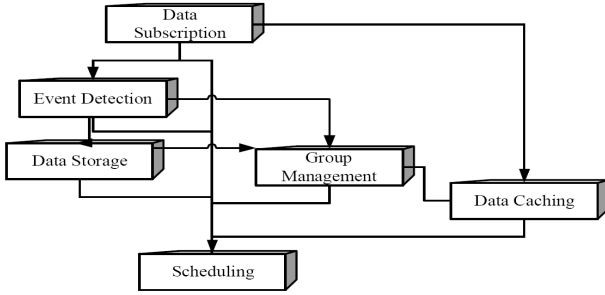 Data
Subscription
Event Detection
Data Storage
Group
Management
Data Caching
Scheduling